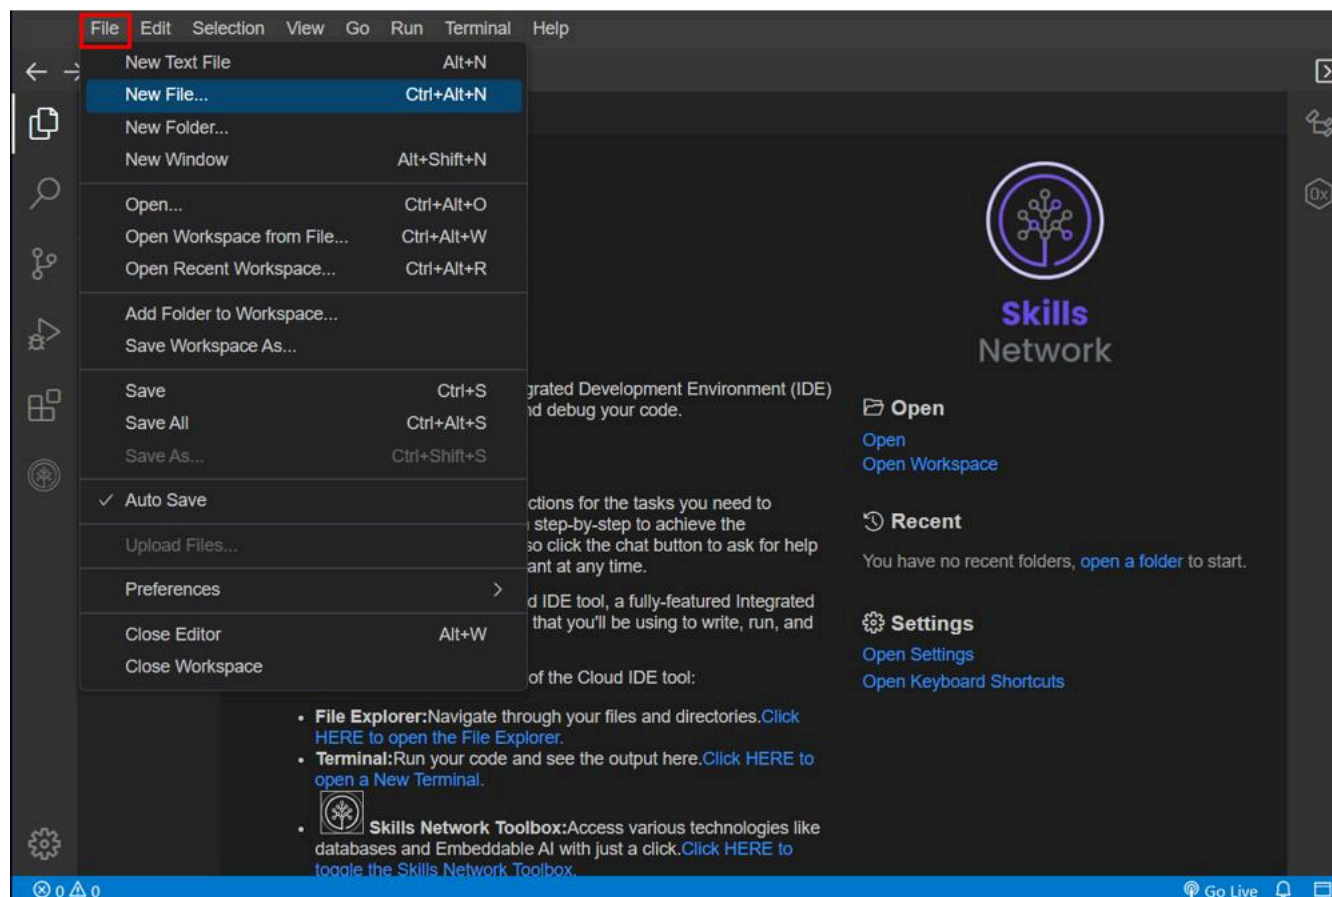 File Edit Selection View Go Run Terminal Help
New Text File Alt+N
New File... Ctrl+Alt+N
New Folder...
New Window Alt+Shift+N
Open... Ctrl+Alt+O
Open Workspace from File... Ctrl+Alt+W
Open Recent Workspace... Ctrl+Alt+R
Add Folder to Workspace...
Save Workspace As...
Save Ctrl+S
Save All Ctrl+Alt+S
Save As... Ctrl+Shift+S
Auto Save
Upload Files...
Preferences
Close Editor Alt+W
Close Workspace
grated Development Environment (IDE)
nd debug your code.
ctions for the tasks you need to
step-by-step to achieve the
so click the chat button to ask for help
ant at any time.
d IDE tool, a fully-featured Integrated
that you'll be using to write, run, and
of the Cloud IDE tool:
• File Explorer:Navigate through your files and directories.Click
HERE to open the File Explorer.
• Terminal:Run your code and see the output here.Click HERE to
open a New Terminal.
• Skills Network Toolbox:Access various technologies like
databases and Embeddable AI with just a click.Click HERE to
toggle the Skills Network Toolbox.
Skills
Network
Open
Open
Open Workspace
Recent
You have no recent folders, open a folder to start.
Settings
Open Settings
Open Keyboard Shortcuts
0x
0 0
Go Live